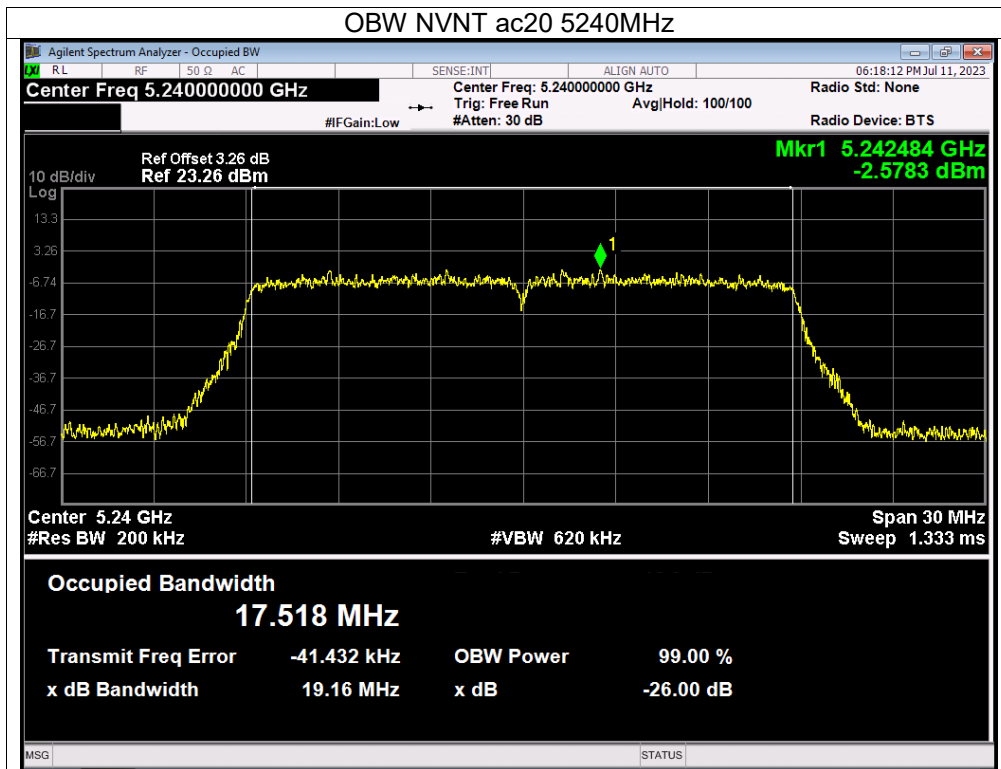 OBW NVNT ac20 5240MHz
Agilent Spectrum Analyzer - Occupied BW
LXI RL RF 50 Ω AC SENSE:INT ALIGN AUTO 06:18:12 PM Jul 11, 2023
Center Freq 5.240000000 GHz Center Freq: 5.240000000 GHz Radio Std: None
Trig: Free Run Avg|Hold: 100/100
#IFGain:Low #Atten: 30 dB Radio Device: BTS
Mkr1 5.242484 GHz
Ref Offset 3.26 dB
10 dB/div Ref 23.26 dBm -2.5783 dBm
Log
13.3
1
3.26
-6.74
-16.7
-26.7
-36.7
-46.7
-56.7
-66.7
Center 5.24 GHz Span 30 MHz
#Res BW 200 kHz #VBW 620 kHz Sweep 1.333 ms
Occupied Bandwidth
17.518 MHz
Transmit Freq Error -41.432 kHz OBW Power 99.00 %
x dB Bandwidth 19.16 MHz x dB -26.00 dB
MSG STATUS